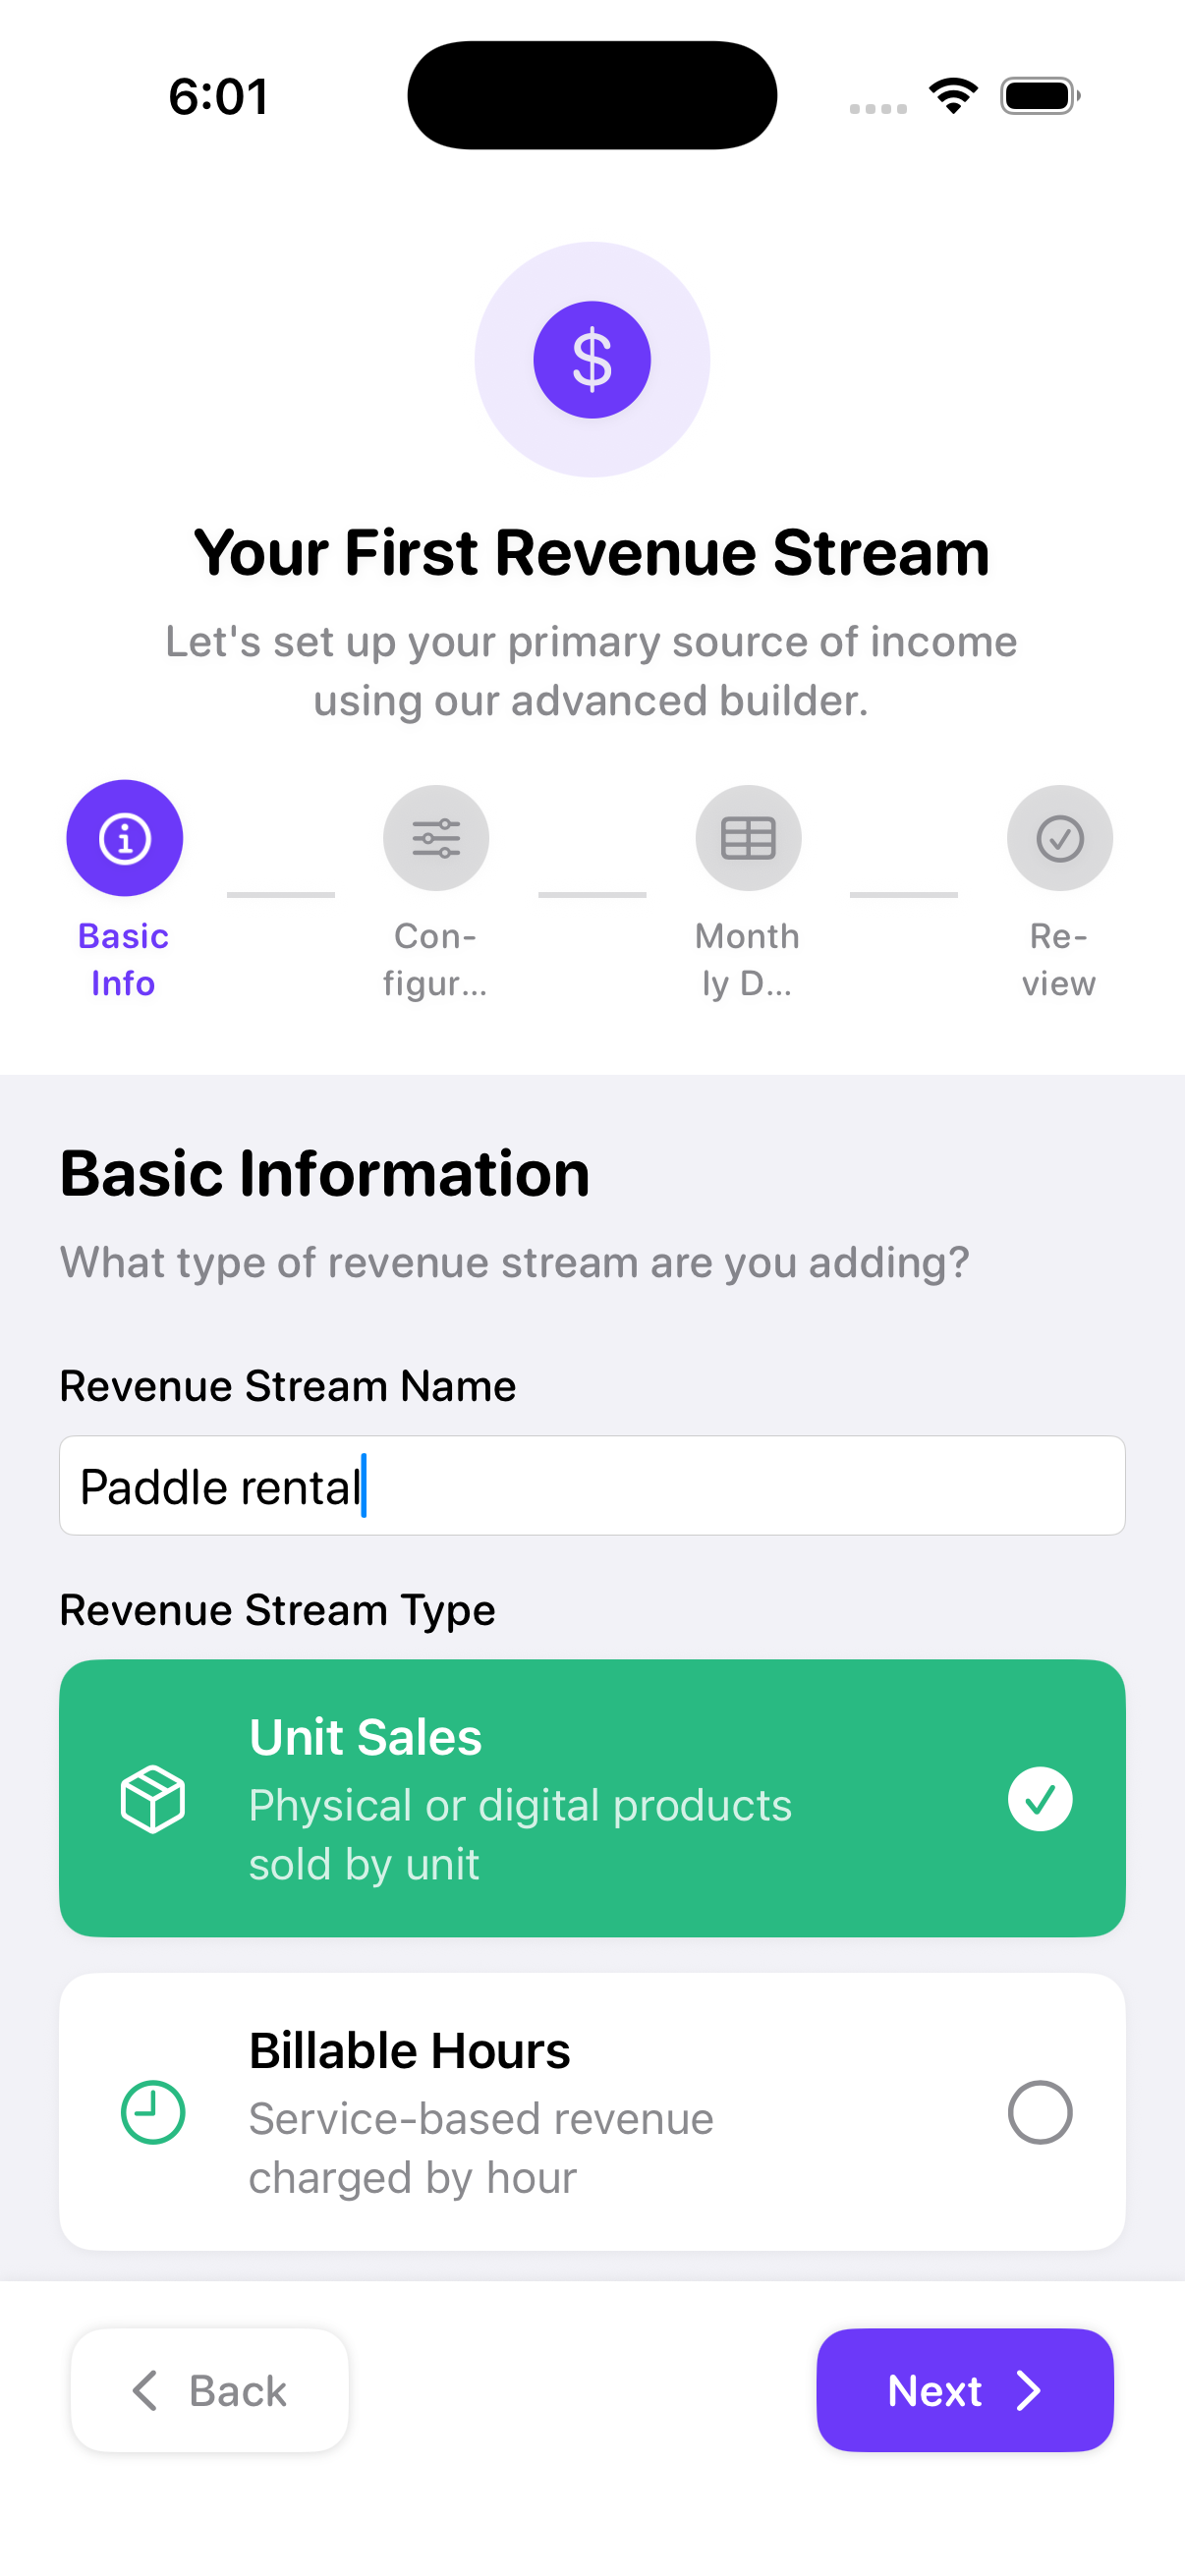 6:01
$
Your First Revenue Stream
Let's set up your primary source of income
using our advanced builder.
Basic
Info
Con-
figur...
Month
ly D...
Re-
view
Basic Information
What type of revenue stream are you adding?
Revenue Stream Name
Paddle rental
Revenue Stream Type
Unit Sales
Physical or digital products
sold by unit
Billable Hours
Service-based revenue
charged by hour
Back
Next